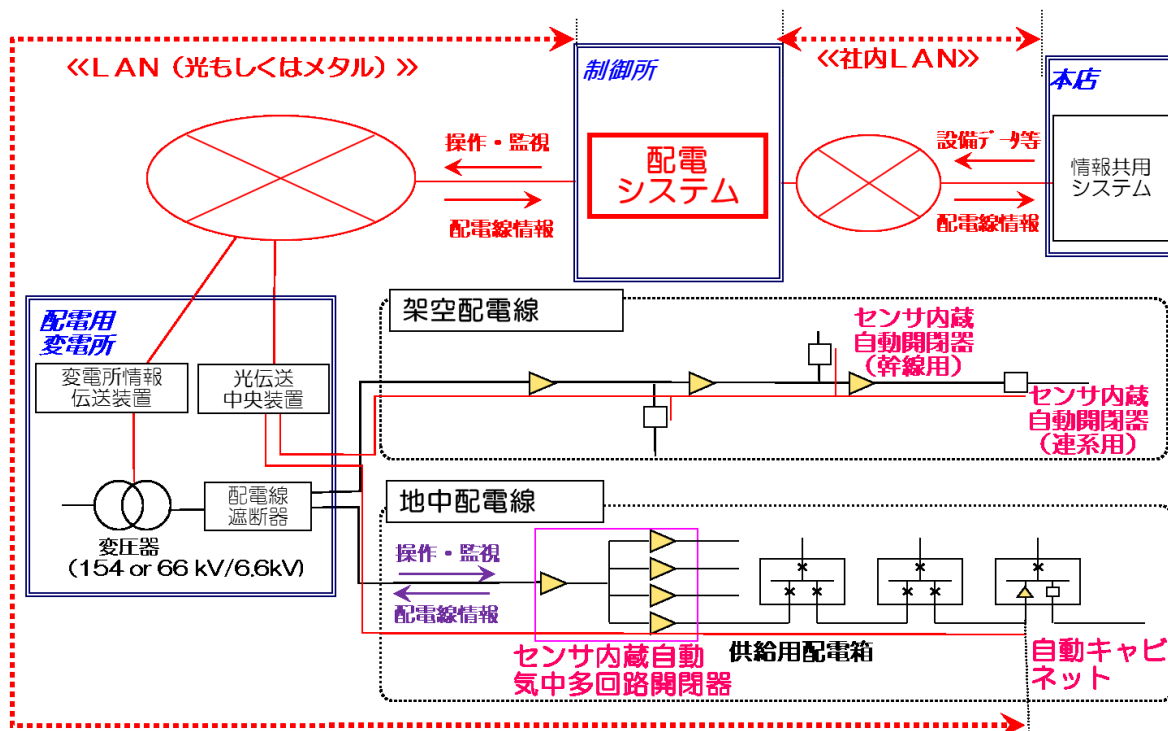 ≪LAN（光もしくはメタル）≫
≪社内LAN≫
制御所
本店
操作・監視
配電線情報
配電
システム
設備ﾃﾞｰﾀ等
配電線情報
情報共用
システム
配電用
変電所
変電所情報
伝送装置
光伝送
中央装置
配電線
遮断器
変圧器
(154 or 66 kV/6.6kV)
架空配電線
センサ内蔵
自動開閉器
(幹線用)
センサ内蔵
自動開閉器
(連系用)
地中配電線
操作・監視
配電線情報
センサ内蔵自動
気中多回路開閉器
供給用配電箱
自動キャビ
ネット